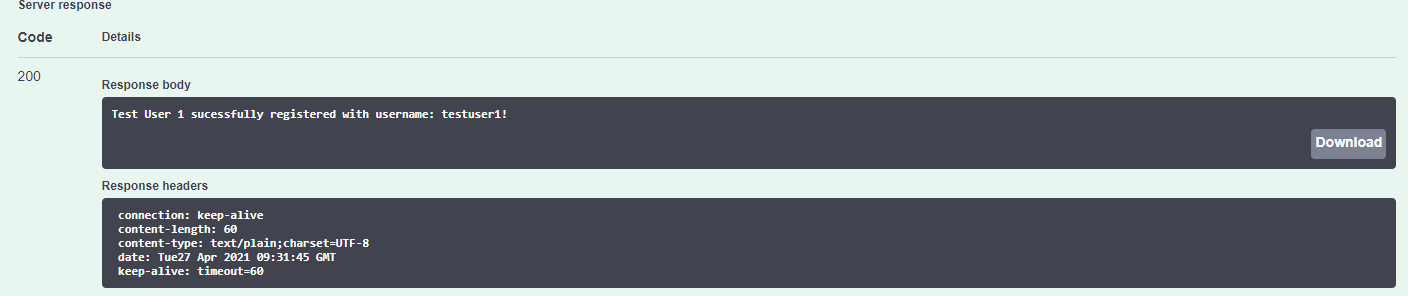 Server response
Code Details
200
Response body
Test User 1 sucessfully registered with username: testuser1!
Download
Response headers
connection: keep-alive
content-length: 60
content-type: text/plain;charset=UTF-8
date: Tue27 Apr 2021 09:31:45 GMT
keep-alive: timeout=60